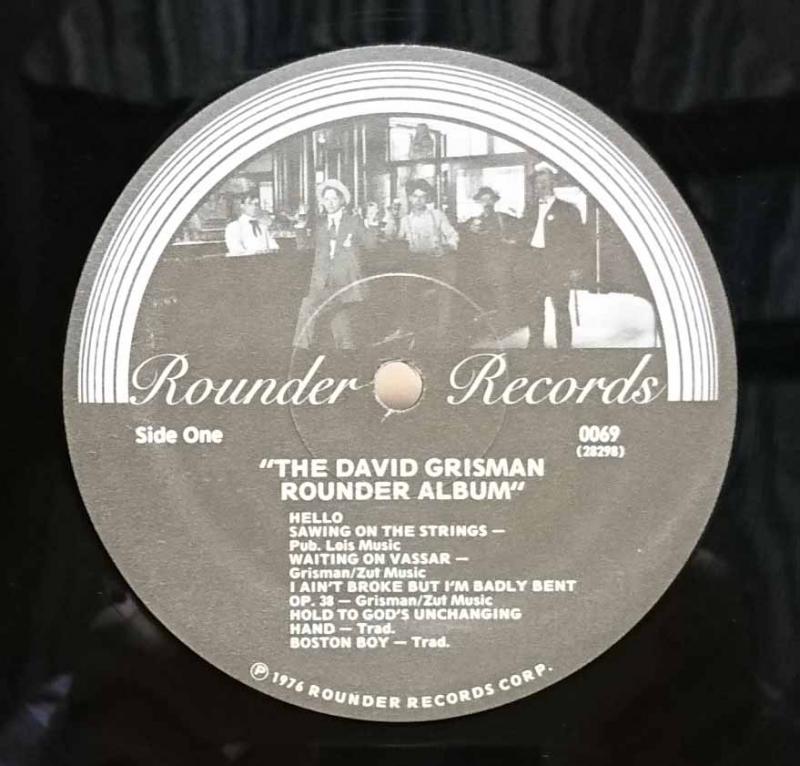 Rounder Records
Side One 0069
(28298)
"THE DAVID GRISMAN
ROUNDER ALBUM"
HELLO
SAWING ON THE STRINGS —
Pub. Lois Music
WAITING ON VASSAR —
Grisman/Zut Music
I AIN'T BROKE BUT I'M BADLY BENT
OP. 38 — Grisman/Zut Music
HOLD TO GOD'S UNCHANGING
HAND — Trad.
BOSTON BOY — Trad.
Ⓟ 1976 ROUNDER RECORDS CORP.